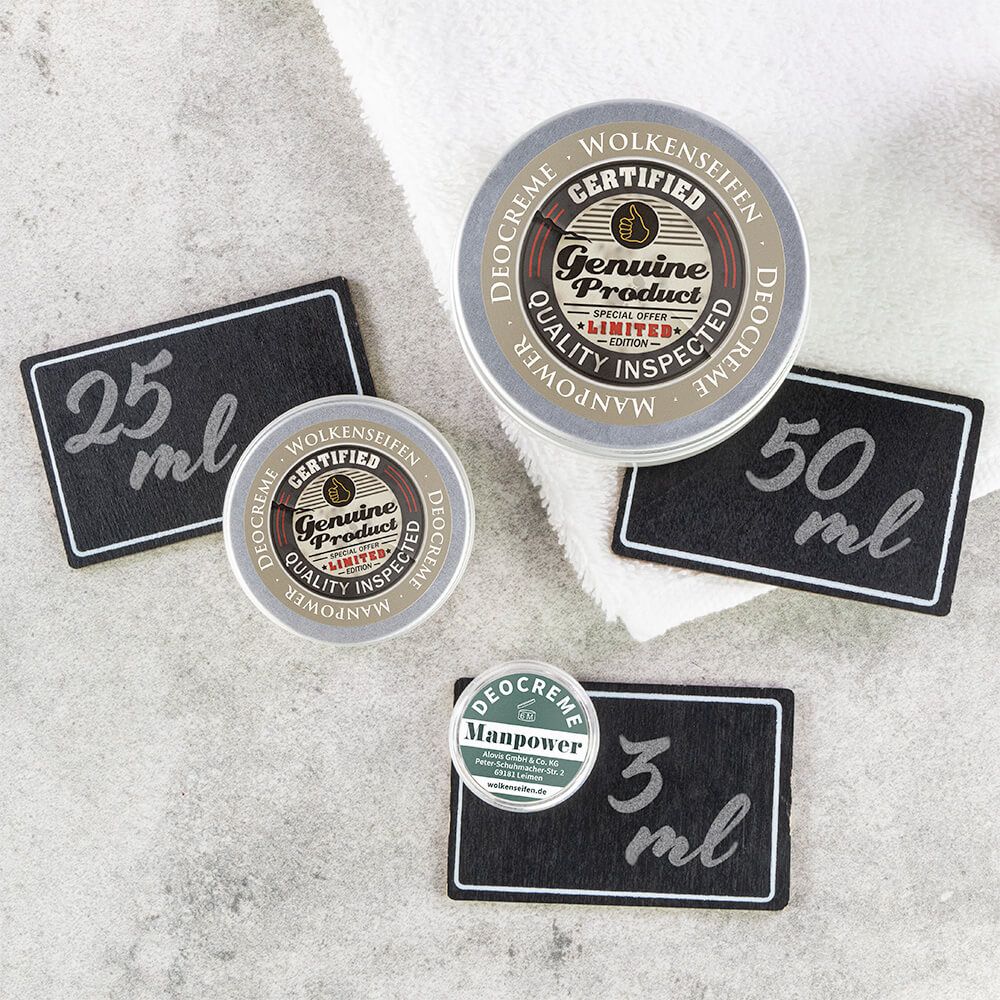 DEOCREME · WOLKENSEIFEN · DEOCREME · MANPOWER ·
CERTIFIED
Genuine
Product
SPECIAL OFFER
LIMITED
EDITION
QUALITY INSPECTED
25
ml
DEOCREME · WOLKENSEIFEN · DEOCREME · MANPOWER ·
CERTIFIED
Genuine
Product
SPECIAL OFFER
LIMITED
EDITION
QUALITY INSPECTED
50
ml
DEOCREME
6M
Manpower
Alovis GmbH & Co. KG
Peter-Schuhmacher-Str. 2
69181 Leimen
wolkenseifen.de
3
ml